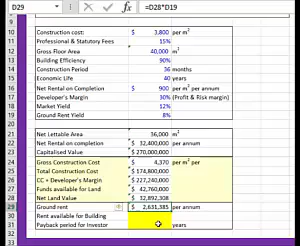 D29 fx =D28*D19
9
10 Construction cost: $ 3,800 per m²
11 Professional & Statutory Fees 15%
12 Gross Floor Area 40,000 m²
13 Building Efficiency 90%
14 Construction Period 36 months
15 Economic Life 40 years
16 Net Rental on Completion $ 900 per m² per annum
17 Developer's Margin 30% (Profit & Risk margin)
18 Market Yield 12%
19 Ground Rent Yield 8%
20
21 Net Lettable Area 36,000 m²
22 Net Rental on completion $ 32,400,000 per annum
23 Capitalised Value $ 270,000,000
24 Gross Construction Cost $ 4,370 per m² per
25 Total Construction Cost $ 174,800,000
26 CC + Developer's Margin $ 227,240,000
27 Funds available for Land $ 42,760,000
28 Net Land Value $ 32,892,308
29 Ground rent $ 2,631,385 per annum
30 Rent available for Building
31 Payback period for Investor years
32
33